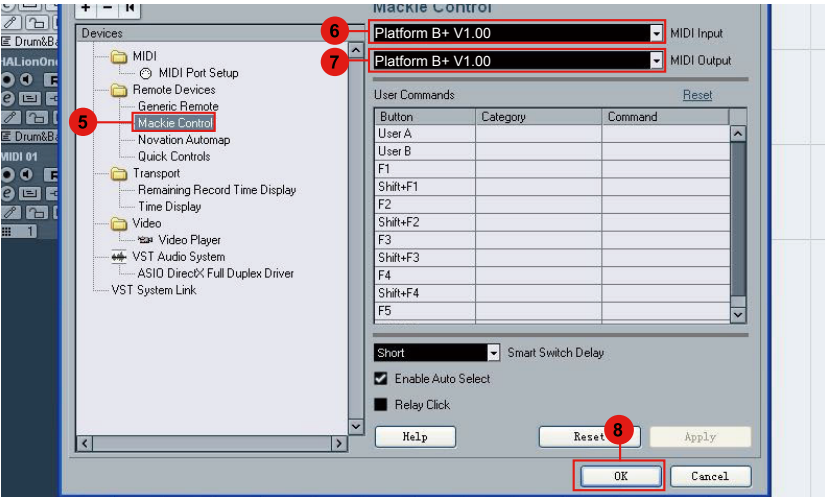 Mackie Control
Devices
6
Platform B+ V1.00
MIDI Input
7
Platform B+ V1.00
MIDI Output
MIDI
MIDI Port Setup
Remote Devices
Generic Remote
5
Mackie Control
Novation Automap
Quick Controls
Transport
Remaining Record Time Display
Time Display
Video
Video Player
VST Audio System
ASIO DirectX Full Duplex Driver
VST System Link
User Commands
Reset
Button Category Command
User A
User B
F1
Shift+F1
F2
Shift+F2
F3
Shift+F3
F4
Shift+F4
F5
Short
Smart Switch Delay
Enable Auto Select
Relay Click
Help
Reset
8
Apply
OK
Cancel
Drum&Ba
HALionOne
Drum&Ba
MIDI 01
1